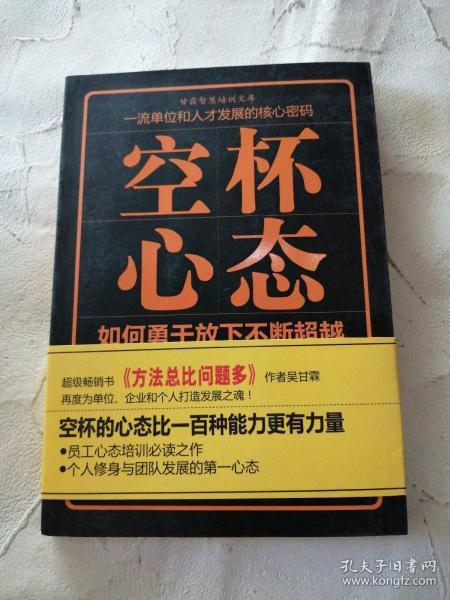 甘霖智慧培训文库
一流单位和人才发展的核心密码
空杯
心态
如何勇于放下不断超越
超级畅销书《方法总比问题多》作者吴甘霖
再度为单位、企业和个人打造发展之魂！
空杯的心态比一百种能力更有力量
●员工心态培训必读之作
●个人修身与团队发展的第一心态
孔夫子旧书网
www.kongfz.com